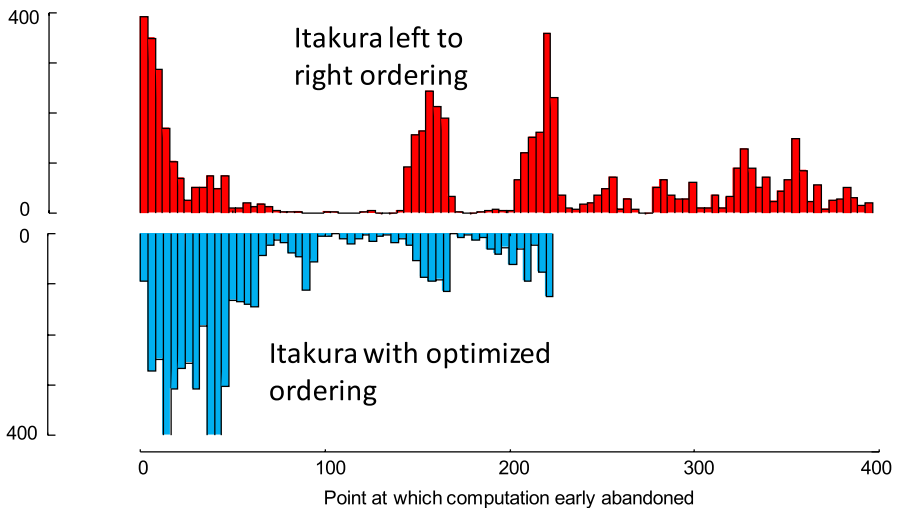 400
Itakura left to
right ordering
0
0
Itakura with optimized
ordering
400
0 100 200 300 400
Point at which computation early abandoned